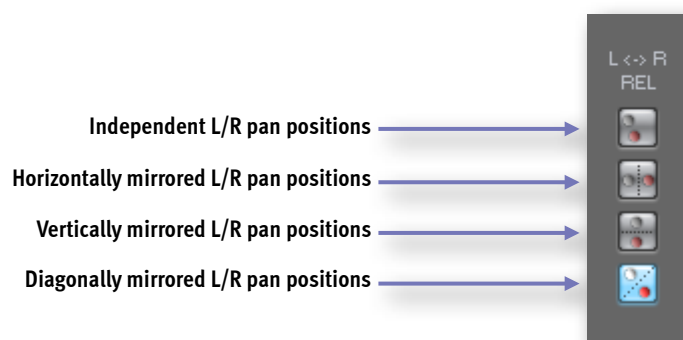 L <-> R
REL
Independent L/R pan positions
Horizontally mirrored L/R pan positions
Vertically mirrored L/R pan positions
Diagonally mirrored L/R pan positions